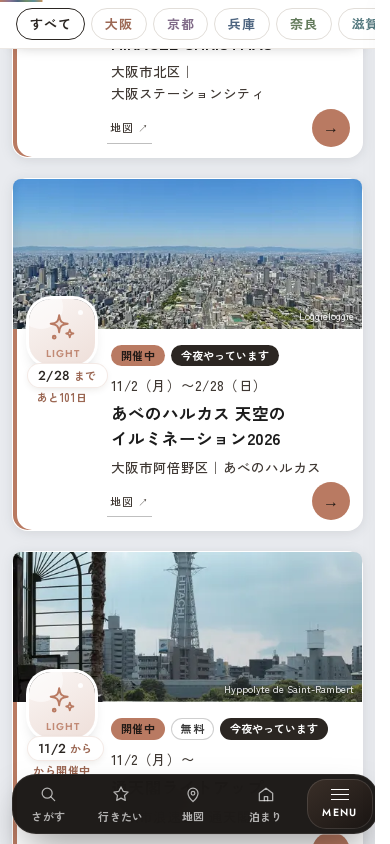 すべて
大阪
京都
兵庫
奈良
滋賀
大阪市北区｜
大阪ステーションシティ
地図 ↗
→
Loggieloggie
LIGHT
2/28 まで
あと101日
開催中
今夜やっています
11/2（月）〜2/28（日）
あべのハルカス 天空の
イルミネーション2026
大阪市阿倍野区｜あべのハルカス
地図 ↗
→
HITACHI
Hyppolyte de Saint-Rambert
LIGHT
11/2 から
から開催中
開催中
無料
今夜やっています
11/2（月）〜
さがす
行きたい
地図
泊まり
MENU